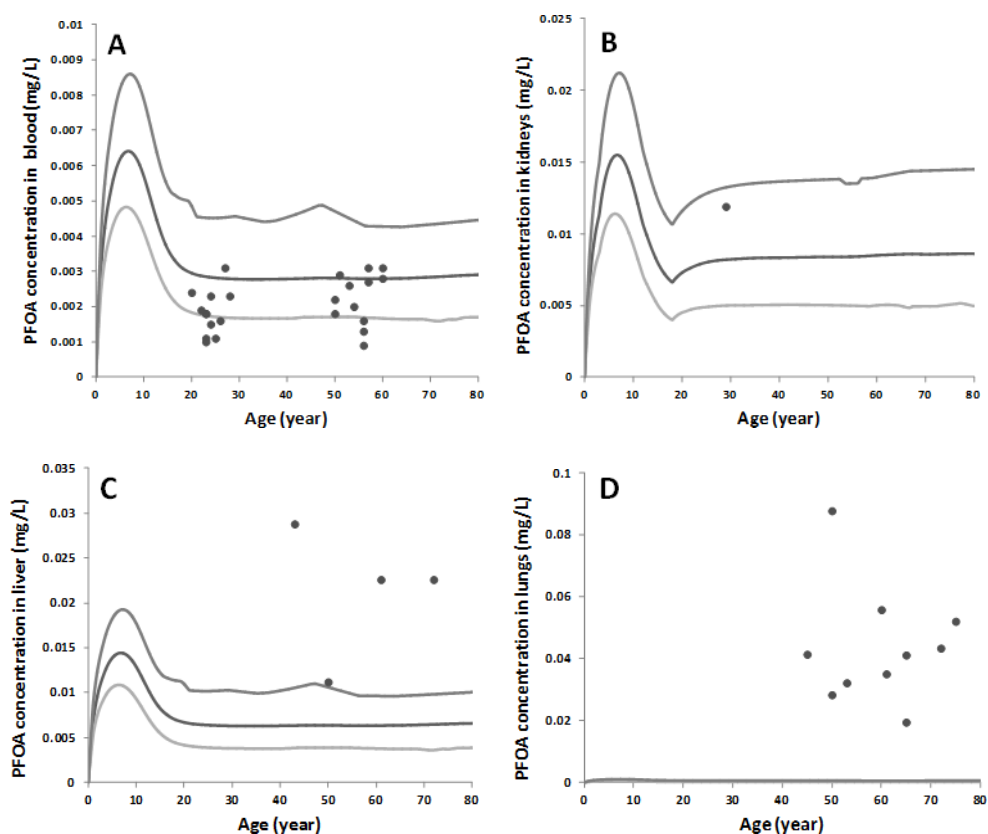 A
PFOA concentration in blood (mg/L)
0.01
0.009
0.008
0.007
0.006
0.005
0.004
0.003
0.002
0.001
0
0 10 20 30 40 50 60 70 80
Age (year)
B
PFOA concentration in kidneys (mg/L)
0.025
0.02
0.015
0.01
0.005
0
0 10 20 30 40 50 60 70 80
Age (year)
C
PFOA concentration in liver (mg/L)
0.035
0.03
0.025
0.02
0.015
0.01
0.005
0
0 10 20 30 40 50 60 70 80
Age (year)
D
PFOA concentration in lungs (mg/L)
0.1
0.08
0.06
0.04
0.02
0
0 10 20 30 40 50 60 70 80
Age (year)